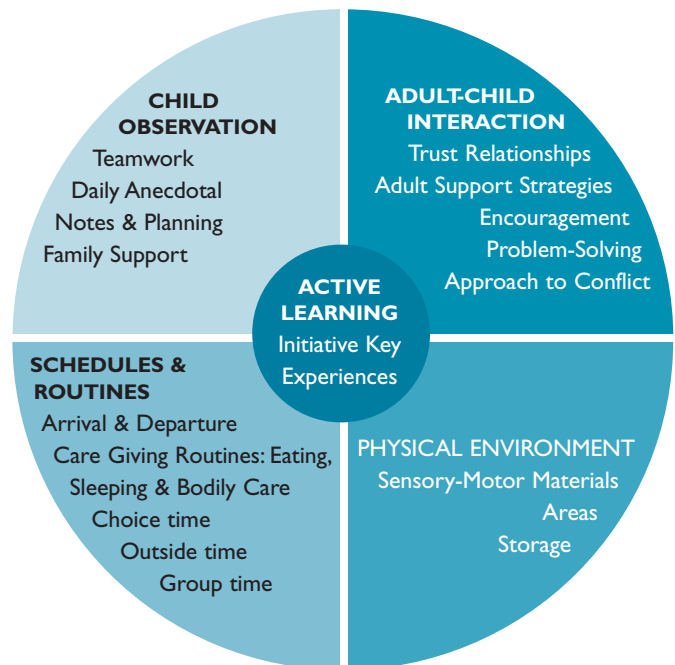 CHILD
OBSERVATION
Teamwork
Daily Anecdotal
Notes & Planning
Family Support
ADULT-CHILD
INTERACTION
Trust Relationships
Adult Support Strategies
Encouragement
Problem-Solving
Approach to Conflict
ACTIVE
LEARNING
Initiative Key
Experiences
SCHEDULES &
ROUTINES
Arrival & Departure
Care Giving Routines: Eating,
Sleeping & Bodily Care
Choice time
Outside time
Group time
PHYSICAL ENVIRONMENT
Sensory-Motor Materials
Areas
Storage